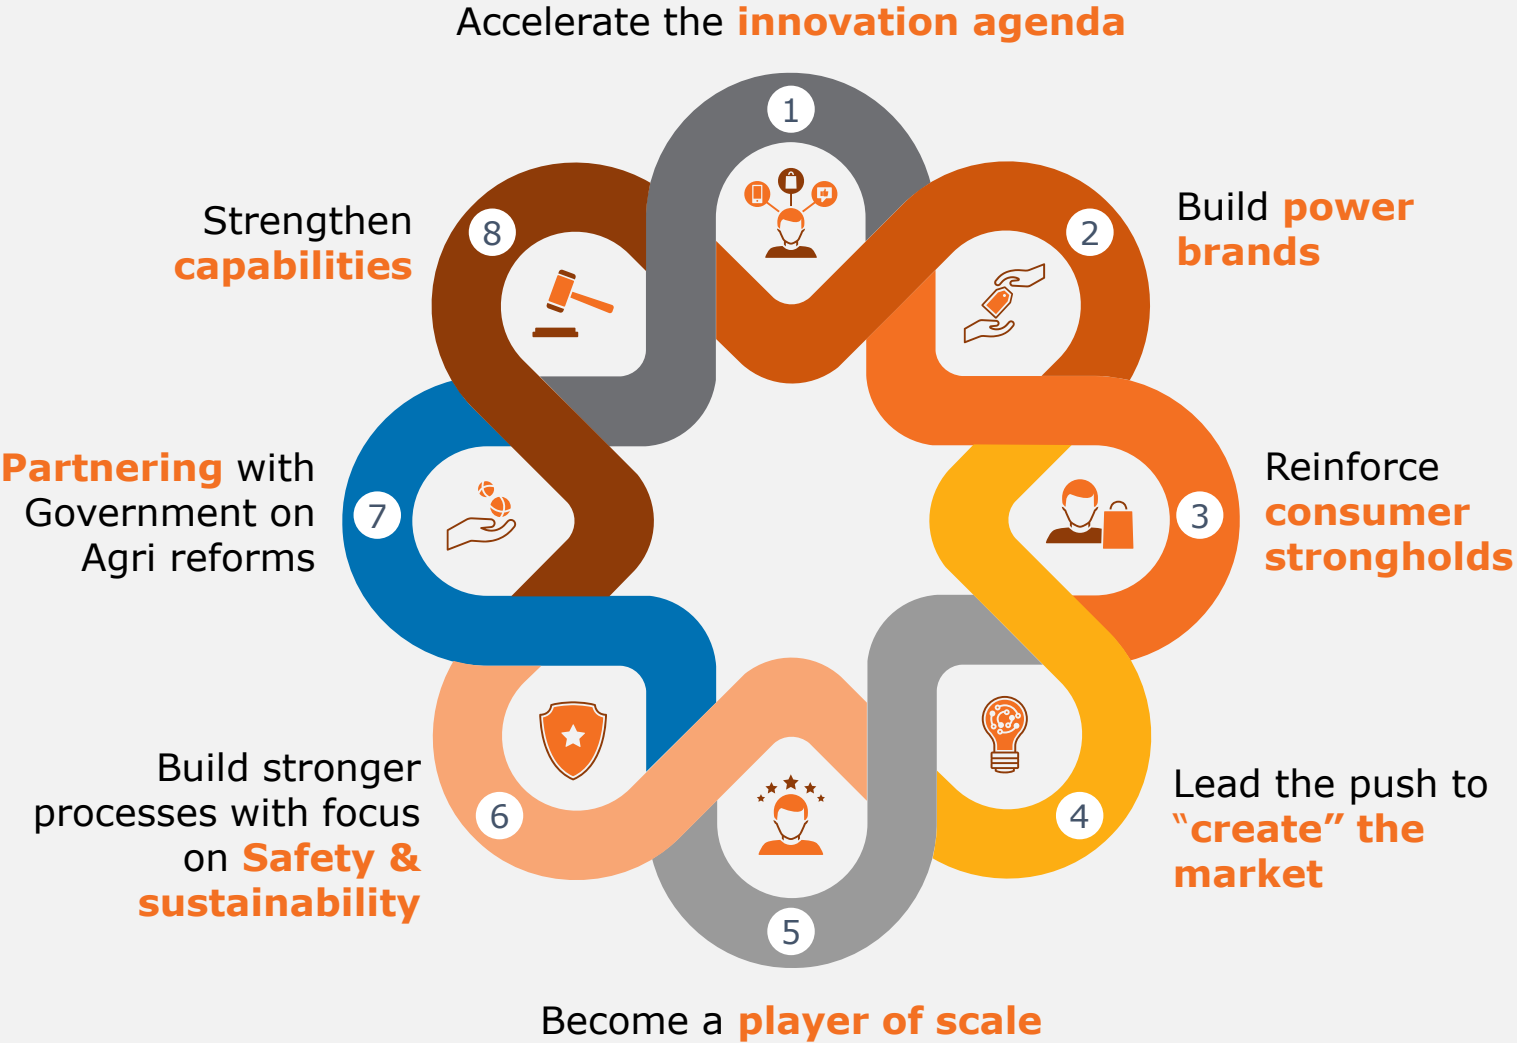 Accelerate the innovation agenda
1
Build power
brands
2
Reinforce
consumer
strongholds
3
Lead the push to
“create” the
market
4
Become a player of scale
5
Build stronger
processes with focus
on Safety &
sustainability
6
Partnering with
Government on
Agri reforms
7
Strengthen
capabilities
8